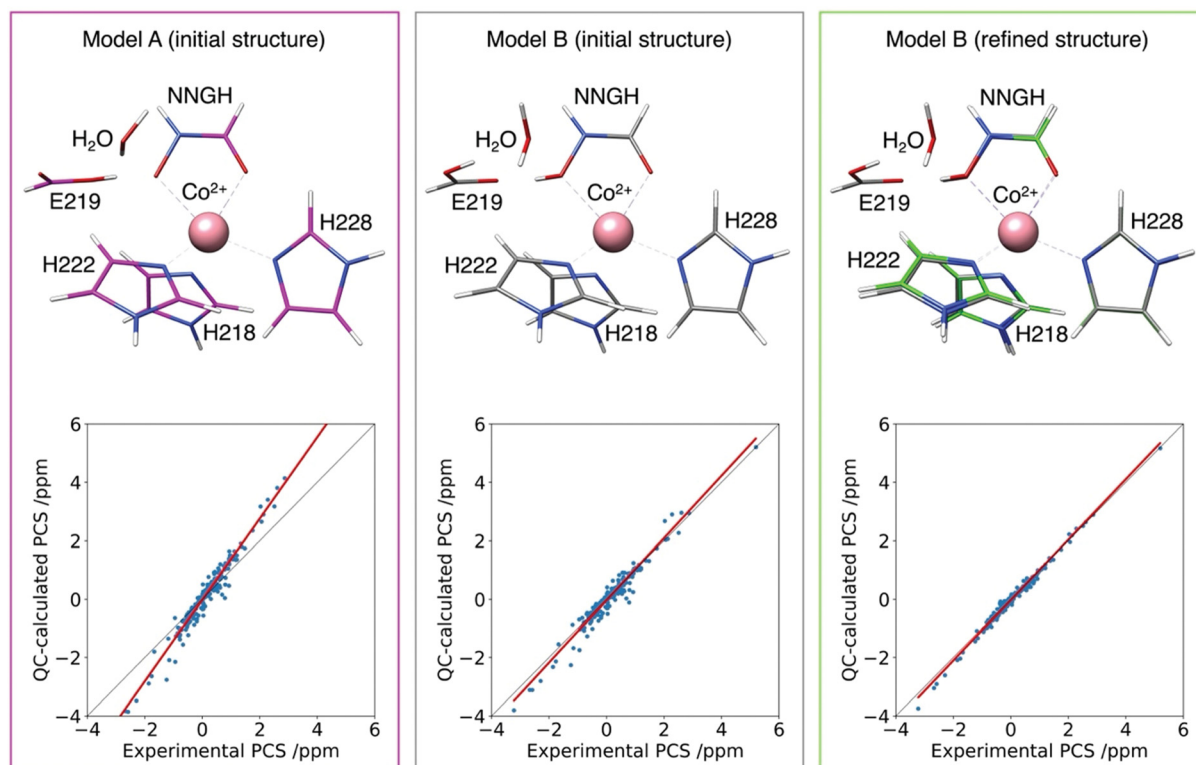 Model A (initial structure)
NNGH
H₂O
E219
Co²⁺
H228
H222
H218
6
4
2
0
−2
−4
−4
−2
0
2
4
6
QC-calculated PCS /ppm
Experimental PCS /ppm
Model B (initial structure)
NNGH
H₂O
E219
Co²⁺
H228
H222
H218
6
4
2
0
−2
−4
−4
−2
0
2
4
6
QC-calculated PCS /ppm
Experimental PCS /ppm
Model B (refined structure)
NNGH
H₂O
E219
Co²⁺
H228
H222
H218
6
4
2
0
−2
−4
−4
−2
0
2
4
6
QC-calculated PCS /ppm
Experimental PCS /ppm